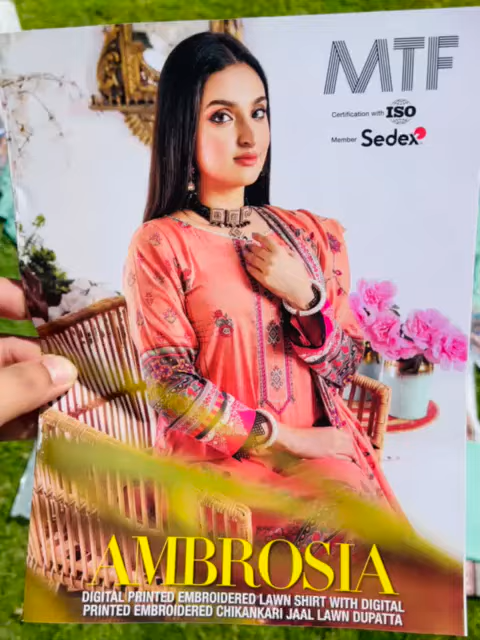 MTF
Certification with ISO
Member Sedex
AMBROSIA
DIGITAL PRINTED EMBROIDERED LAWN SHIRT WITH DIGITAL
PRINTED EMBROIDERED CHIKANKARI JAAL LAWN DUPATTA